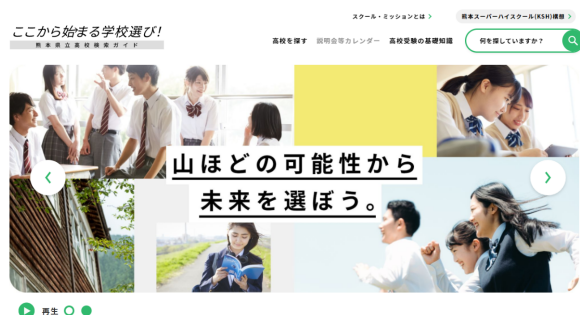 スクール・ミッションとは
熊本スーパーハイスクール(KSH)構想
ここから始まる学校選び!
熊本県立高校検索ガイド
高校を探す
説明会等カレンダー
高校受験の基礎知識
何を探していますか？
山ほどの可能性から
未来を選ぼう。
再生